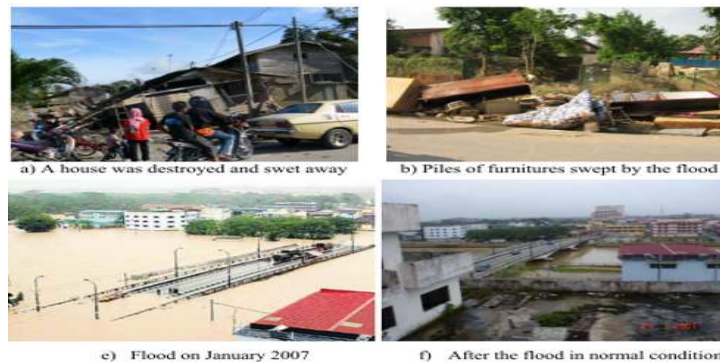 a) A house was destroyed and swet away
b) Piles of furnitures swept by the flood
e) Flood on January 2007
f) After the flood in normal condition